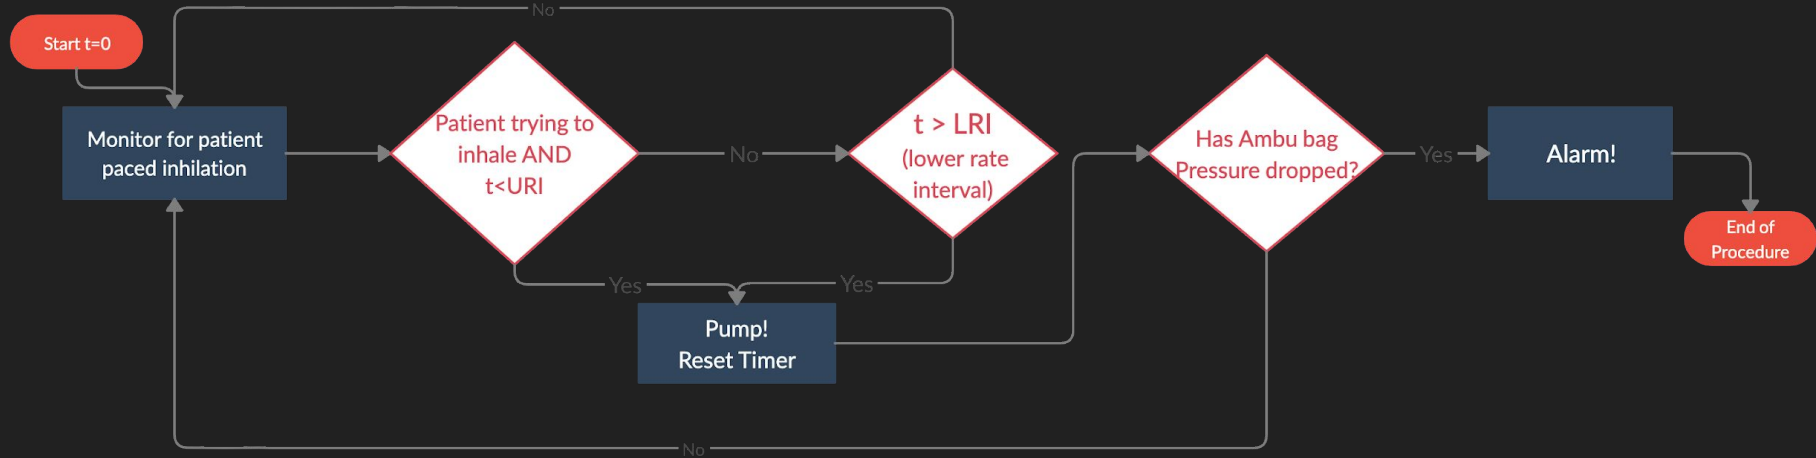 No
Start t=0
Monitor for patient
paced inhilation
Patient trying to
inhale AND
t<URI
No
t > LRI
(lower rate
interval)
Has Ambu bag
Pressure dropped?
Yes
Alarm!
End of
Procedure
Yes
Yes
Pump!
Reset Timer
No